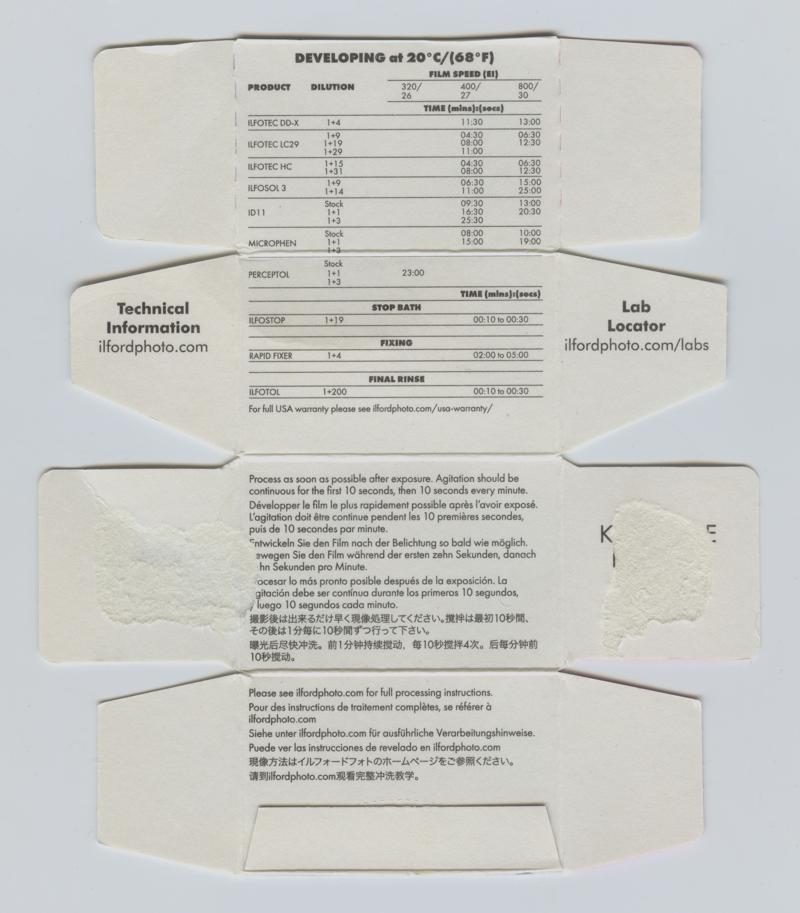 DEVELOPING at 20°C/(68°F)
FILM SPEED (EI)
PRODUCT DILUTION 320/26 400/27 800/30
TIME (mins):(secs)
ILFOTEC DD-X 1+4 11:30 13:00
1+9 04:30 06:30
ILFOTEC LC29 1+19 08:00 12:30
1+29 11:00
ILFOTEC HC 1+15 04:30 06:30
1+31 08:00 12:30
ILFOSOL 3 1+9 06:30 15:00
1+14 11:00 25:00
Stock 09:30 13:00
ID11 1+1 16:30 20:30
1+3 25:30
Stock 08:00 10:00
MICROPHEN 1+1 15:00 19:00
1+3
Stock
PERCEPTOL 1+1 23:00
1+3
TIME (mins):(secs)
STOP BATH
ILFOSTOP 1+19 00:10 to 00:30
FIXING
RAPID FIXER 1+4 02:00 to 05:00
FINAL RINSE
ILFOTOL 1+200 00:10 to 00:30
For full USA warranty please see ilfordphoto.com/usa-warranty/
Technical
Information
ilfordphoto.com
Lab
Locator
ilfordphoto.com/labs
Process as soon as possible after exposure. Agitation should be
continuous for the first 10 seconds, then 10 seconds every minute.
Développer le film le plus rapidement possible après l'avoir exposé.
L'agitation doit être continue pendent les 10 premières secondes,
puis de 10 secondes par minute.
ntwickeln Sie den Film nach der Belichtung so bald wie möglich.
ewegen Sie den Film während der ersten zehn Sekunden, danach
hn Sekunden pro Minute.
ocesar lo más pronto posible después de la exposición. La
gitación debe ser contínua durante los primeros 10 segundos,
luego 10 segundos cada minuto.
撮影後は出来るだけ早く現像処理してください。撹拌は最初10秒間、
その後は1分毎に10秒間ずつ行って下さい。
曝光后尽快冲洗。前1分钟持续搅动，每10秒搅拌4次。后每分钟前
10秒搅动。
K E
Please see ilfordphoto.com for full processing instructions.
Pour des instructions de traitement complètes, se référer à
ilfordphoto.com
Siehe unter ilfordphoto.com für ausführliche Verarbeitungshinweise.
Puede ver las instrucciones de revelado en ilfordphoto.com
現像方法はイルフォードフォトのホームページをご参照ください。
请到ilfordphoto.com观看完整冲洗教学。